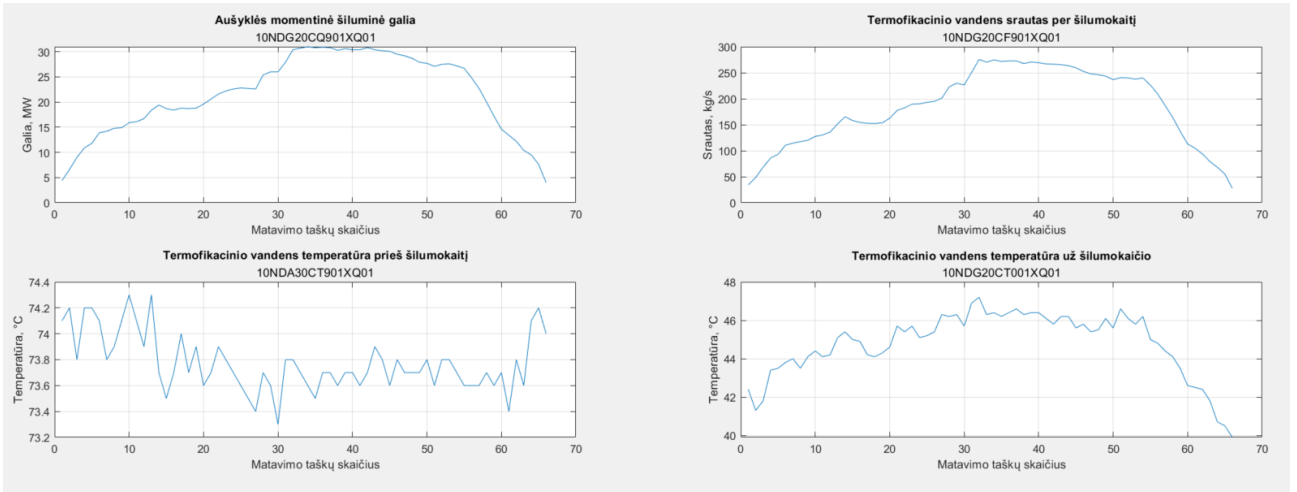 Aušyklės momentinė šiluminė galia
10NDG20CQ901XQ01
30
25
20
15
10
5
0
Galia, MW
0 10 20 30 40 50 60 70
Matavimo taškų skaičius
Termofikacinio vandens srautas per šilumokaitį
10NDG20CF901XQ01
300
250
200
150
100
50
0
Srautas, kg/s
0 10 20 30 40 50 60 70
Matavimo taškų skaičius
Termofikacinio vandens temperatūra prieš šilumokaitį
10NDA30CT901XQ01
74.4
74.2
74
73.8
73.6
73.4
73.2
Temperatūra, °C
0 10 20 30 40 50 60 70
Matavimo taškų skaičius
Termofikacinio vandens temperatūra už šilumokaičio
10NDG20CT001XQ01
48
46
44
42
40
Temperatūra, °C
0 10 20 30 40 50 60 70
Matavimo taškų skaičius